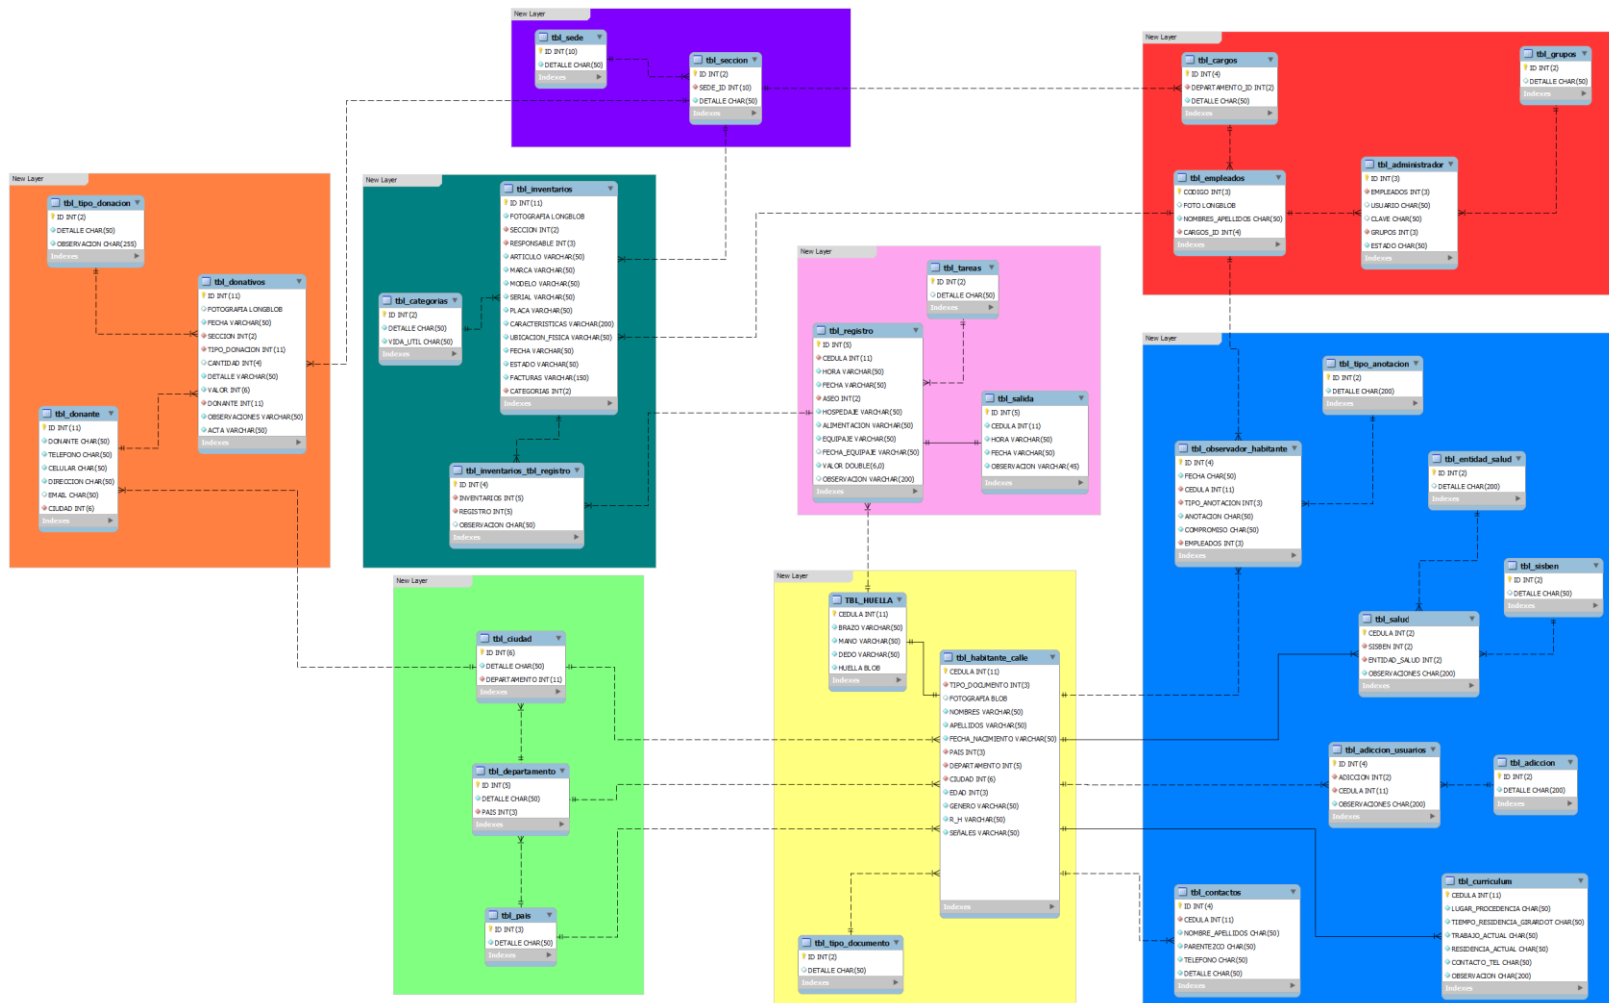 New Layer
tbl_sede
ID INT(10)
DETALLE CHAR(50)
Indexes
tbl_seccion
ID INT(2)
SEDE_ID INT(10)
DETALLE CHAR(50)
Indexes
New Layer
tbl_cargos
ID INT(4)
DEPARTAMENTO_ID INT(2)
DETALLE CHAR(50)
Indexes
tbl_grupos
ID INT(2)
DETALLE CHAR(50)
Indexes
tbl_empleados
CODIGO INT(3)
FOTO LONGBLOB
NOMBRES_APELLIDOS CHAR(50)
CARGOS_ID INT(4)
Indexes
tbl_administrador
ID INT(3)
EMPLEADOS INT(3)
USUARIO CHAR(50)
CLAVE CHAR(50)
GRUPOS INT(3)
ESTADO CHAR(50)
Indexes
New Layer
tbl_tipo_donacion
ID INT(2)
DETALLE CHAR(50)
OBSERVACION CHAR(255)
Indexes
tbl_donativos
ID INT(11)
FOTOGRAFIA LONGBLOB
FECHA VARCHAR(50)
SECCION INT(2)
TIPO_DONACION INT(11)
CANTIDAD INT(4)
DETALLE VARCHAR(50)
VALOR INT(6)
DONANTE INT(11)
OBSERVACIONES VARCHAR(50)
ACTA VARCHAR(50)
Indexes
tbl_donante
ID INT(11)
DONANTE CHAR(50)
TELEFONO CHAR(50)
CELULAR CHAR(50)
DIRECCION CHAR(50)
EMAIL CHAR(50)
CIUDAD INT(6)
Indexes
New Layer
tbl_inventarios
ID INT(11)
FOTOGRAFIA LONGBLOB
SECCION INT(2)
RESPONSABLE INT(3)
ARTICULO VARCHAR(50)
MARCA VARCHAR(50)
MODELO VARCHAR(50)
SERIAL VARCHAR(50)
PLACA VARCHAR(50)
CARACTERISTICAS VARCHAR(200)
UBICACION_FISICA VARCHAR(50)
FECHA VARCHAR(50)
ESTADO VARCHAR(50)
FACTURAS VARCHAR(150)
CATEGORIAS INT(2)
Indexes
tbl_categorias
ID INT(2)
DETALLE CHAR(50)
VIDA_UTIL CHAR(50)
Indexes
tbl_inventarios_tbl_registro
ID INT(4)
INVENTARIOS INT(5)
REGISTRO INT(5)
OBSERVACION CHAR(50)
Indexes
New Layer
tbl_tareas
ID INT(2)
DETALLE CHAR(50)
Indexes
tbl_registro
ID INT(5)
CEDULA INT(11)
HORA VARCHAR(50)
FECHA VARCHAR(50)
ASEO INT(2)
HOSPEDAJE VARCHAR(50)
ALIMENTACION VARCHAR(50)
EQUIPAJE VARCHAR(50)
FECHA_EQUIPAJE VARCHAR(50)
VALOR DOUBLE(6,0)
OBSERVACION VARCHAR(200)
Indexes
tbl_salida
ID INT(5)
CEDULA INT(11)
HORA VARCHAR(50)
FECHA VARCHAR(50)
OBSERVACION VARCHAR(45)
Indexes
New Layer
tbl_tipo_anotacion
ID INT(2)
DETALLE CHAR(200)
Indexes
tbl_observador_habitante
ID INT(4)
FECHA CHAR(50)
CEDULA INT(11)
TIPO_ANOTACION INT(3)
ANOTACION CHAR(50)
COMPROMISO CHAR(50)
EMPLEADOS INT(3)
Indexes
tbl_entidad_salud
ID INT(2)
DETALLE CHAR(200)
Indexes
tbl_sisben
ID INT(2)
DETALLE CHAR(50)
Indexes
tbl_salud
CEDULA INT(2)
SISBEN INT(2)
ENTIDAD_SALUD INT(2)
OBSERVACIONES CHAR(200)
Indexes
tbl_adiccion_usuarios
ID INT(4)
ADICCION INT(2)
CEDULA INT(11)
OBSERVACIONES CHAR(200)
Indexes
tbl_adiccion
ID INT(2)
DETALLE CHAR(200)
Indexes
tbl_contactos
ID INT(4)
CEDULA INT(11)
NOMBRE_APELLIDOS CHAR(50)
PARENTEZCO CHAR(50)
TELEFONO CHAR(50)
DETALLE CHAR(50)
Indexes
tbl_curriculum
CEDULA INT(11)
LUGAR_PROCEDENCIA CHAR(50)
TIEMPO_RESIDENCIA_GIRARDOT CHAR(50)
TRABAJO_ACTUAL CHAR(50)
RESIDENCIA_ACTUAL CHAR(50)
CONTACTO_TEL CHAR(50)
OBSERVACION CHAR(200)
Indexes
New Layer
tbl_ciudad
ID INT(6)
DETALLE CHAR(50)
DEPARTAMENTO INT(11)
Indexes
tbl_departamento
ID INT(5)
DETALLE CHAR(50)
PAIS INT(3)
Indexes
tbl_pais
ID INT(3)
DETALLE CHAR(50)
Indexes
New Layer
TBL_HUELLA
CEDULA INT(11)
BRAZO VARCHAR(50)
MANO VARCHAR(50)
DEDO VARCHAR(50)
HUELLA BLOB
Indexes
tbl_habitante_calle
CEDULA INT(11)
TIPO_DOCUMENTO INT(3)
FOTOGRAFIA BLOB
NOMBRES VARCHAR(50)
APELLIDOS VARCHAR(50)
FECHA_NACIMIENTO VARCHAR(50)
PAIS INT(3)
DEPARTAMENTO INT(5)
CIUDAD INT(6)
EDAD INT(3)
GENERO VARCHAR(50)
R_H VARCHAR(50)
SEÑALES VARCHAR(50)
Indexes
tbl_tipo_documento
ID INT(2)
DETALLE CHAR(50)
Indexes